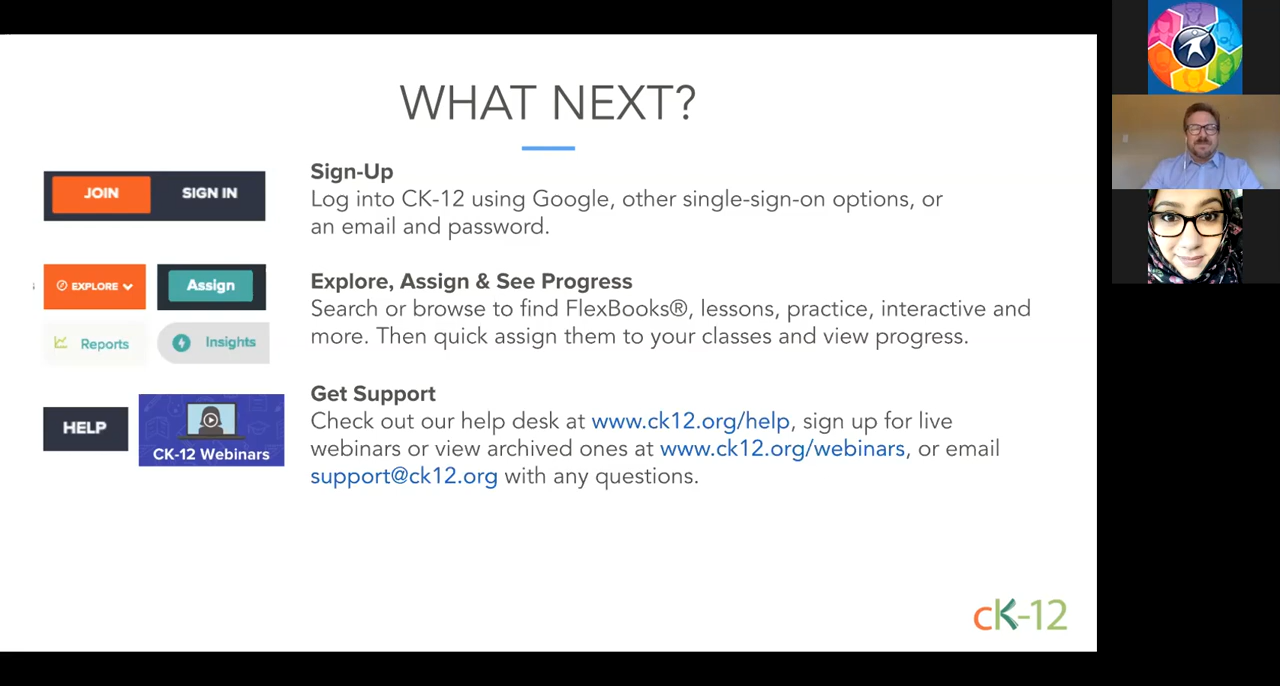 WHAT NEXT?
JOIN SIGN IN
Sign-Up
Log into CK-12 using Google, other single-sign-on options, or
an email and password.
EXPLORE Assign
Reports Insights
Explore, Assign & See Progress
Search or browse to find FlexBooks®, lessons, practice, interactive and
more. Then quick assign them to your classes and view progress.
HELP
CK-12 Webinars
Get Support
Check out our help desk at www.ck12.org/help, sign up for live
webinars or view archived ones at www.ck12.org/webinars, or email
support@ck12.org with any questions.
cK-12